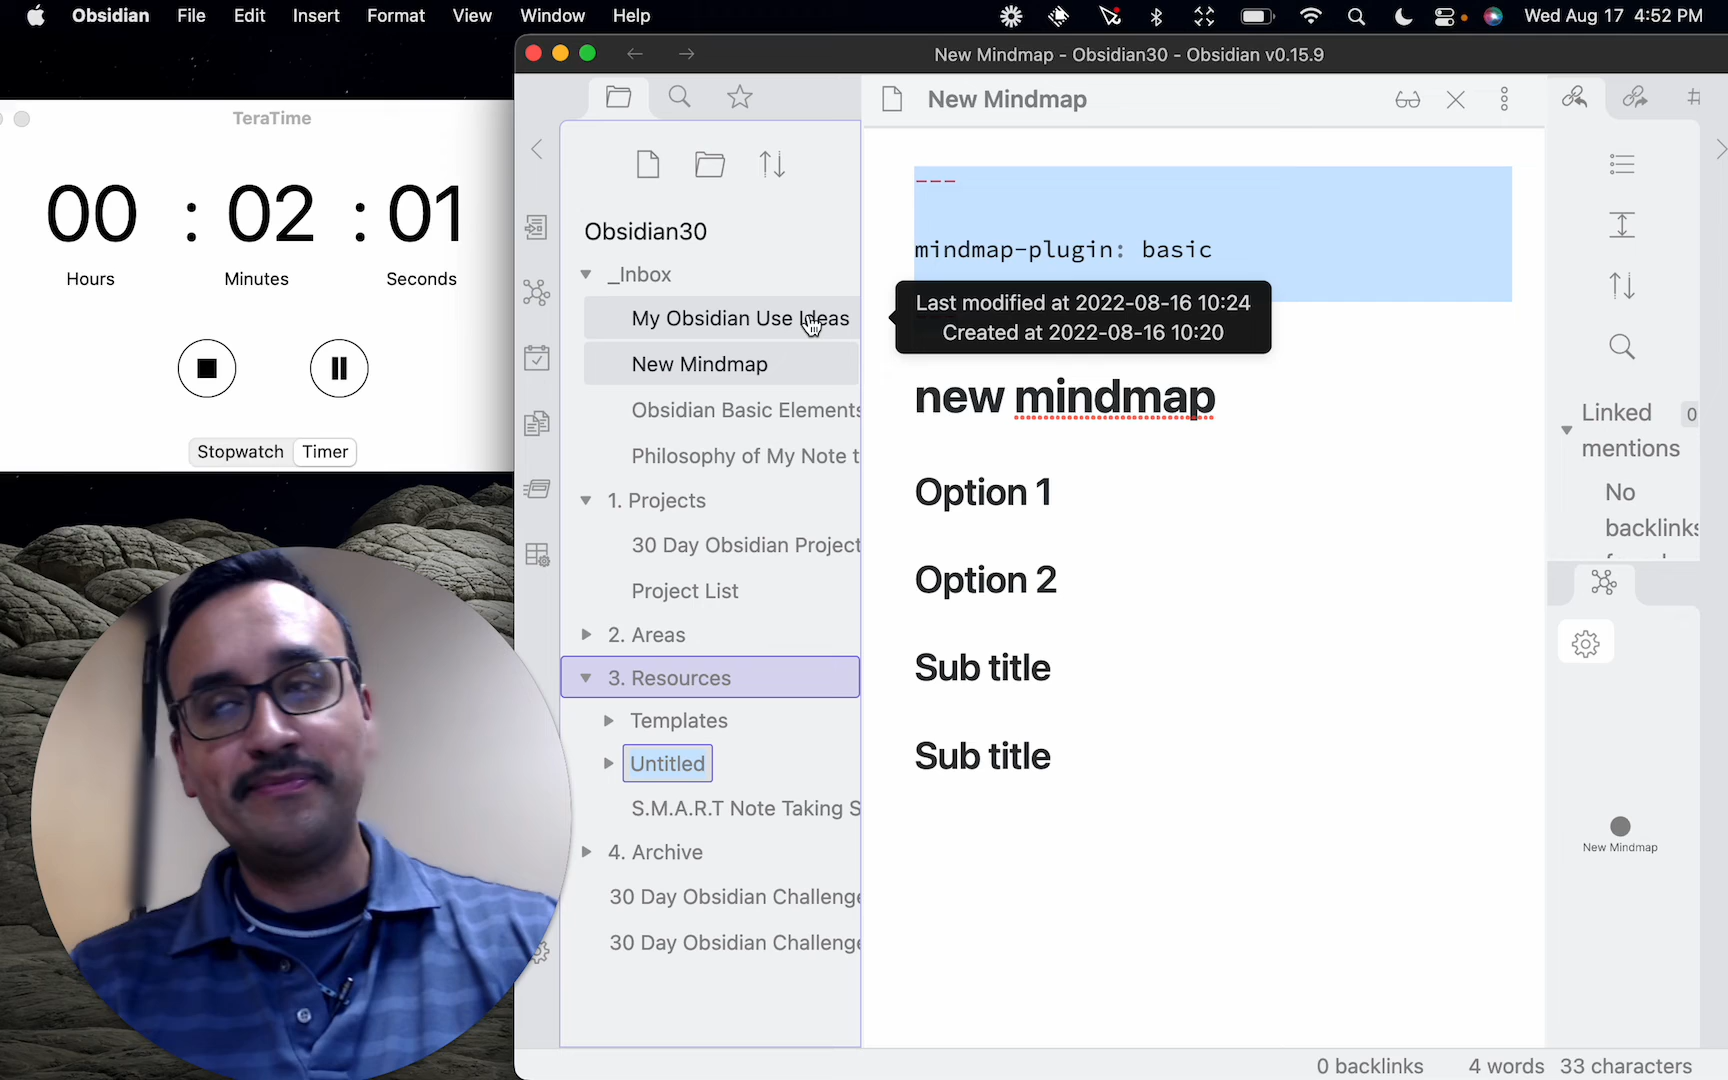 Obsidian File Edit Insert Format View Window Help Wed Aug 17 4:52 PM
New Mindmap - Obsidian30 - Obsidian v0.15.9
TeraTime
00 : 02 : 01
Hours Minutes Seconds
Stopwatch Timer
Obsidian30
_Inbox
My Obsidian Use Ideas
New Mindmap
Obsidian Basic Elements
Philosophy of My Note t
1. Projects
30 Day Obsidian Project
Project List
2. Areas
3. Resources
Templates
Untitled
S.M.A.R.T Note Taking S
4. Archive
30 Day Obsidian Challenge
30 Day Obsidian Challenge
New Mindmap
---
mindmap-plugin: basic
Last modified at 2022-08-16 10:24
Created at 2022-08-16 10:20
new mindmap
Option 1
Option 2
Sub title
Sub title
Linked 0
mentions
No
backlinks
New Mindmap
0 backlinks 4 words 33 characters